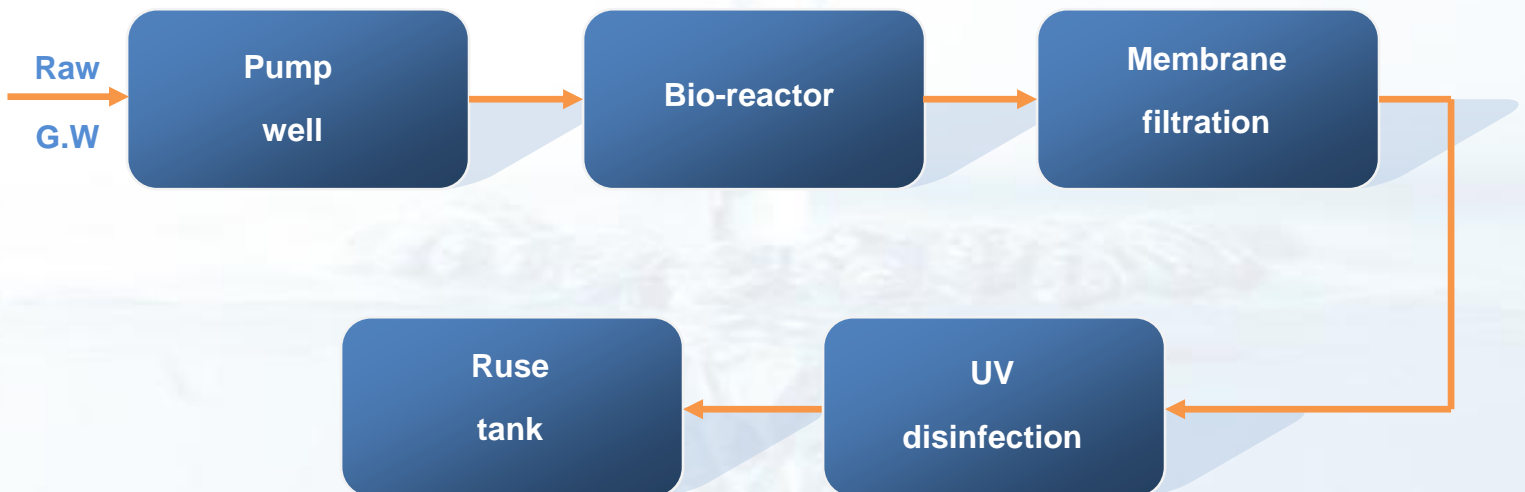 Raw
G.W
Pump
well
Bio-reactor
Membrane
filtration
UV
disinfection
Ruse
tank